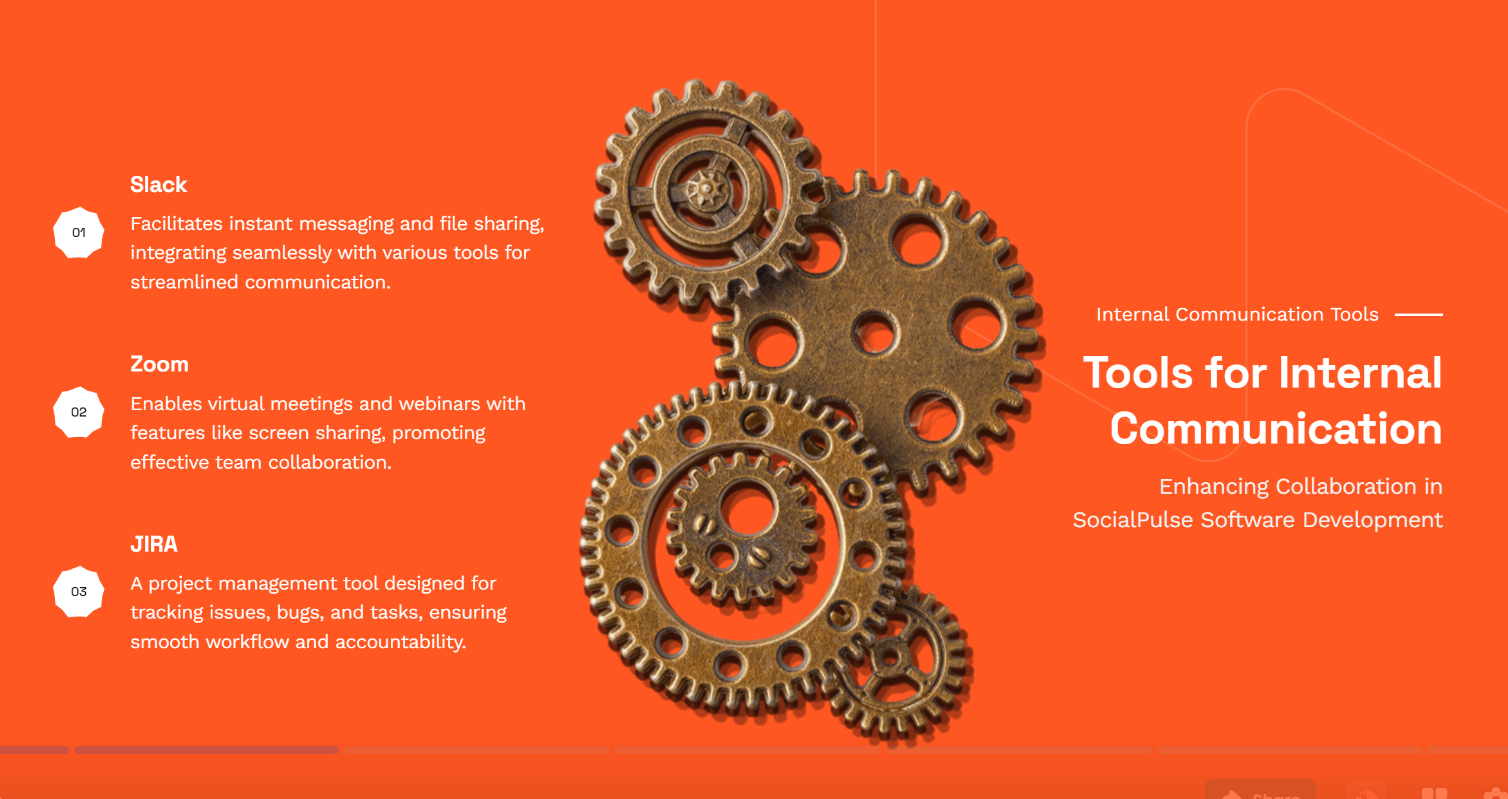 Slack
01
Facilitates instant messaging and file sharing,
integrating seamlessly with various tools for
streamlined communication.
Zoom
02
Enables virtual meetings and webinars with
features like screen sharing, promoting
effective team collaboration.
JIRA
03
A project management tool designed for
tracking issues, bugs, and tasks, ensuring
smooth workflow and accountability.
Internal Communication Tools
Tools for Internal
Communication
Enhancing Collaboration in
SocialPulse Software Development
Share